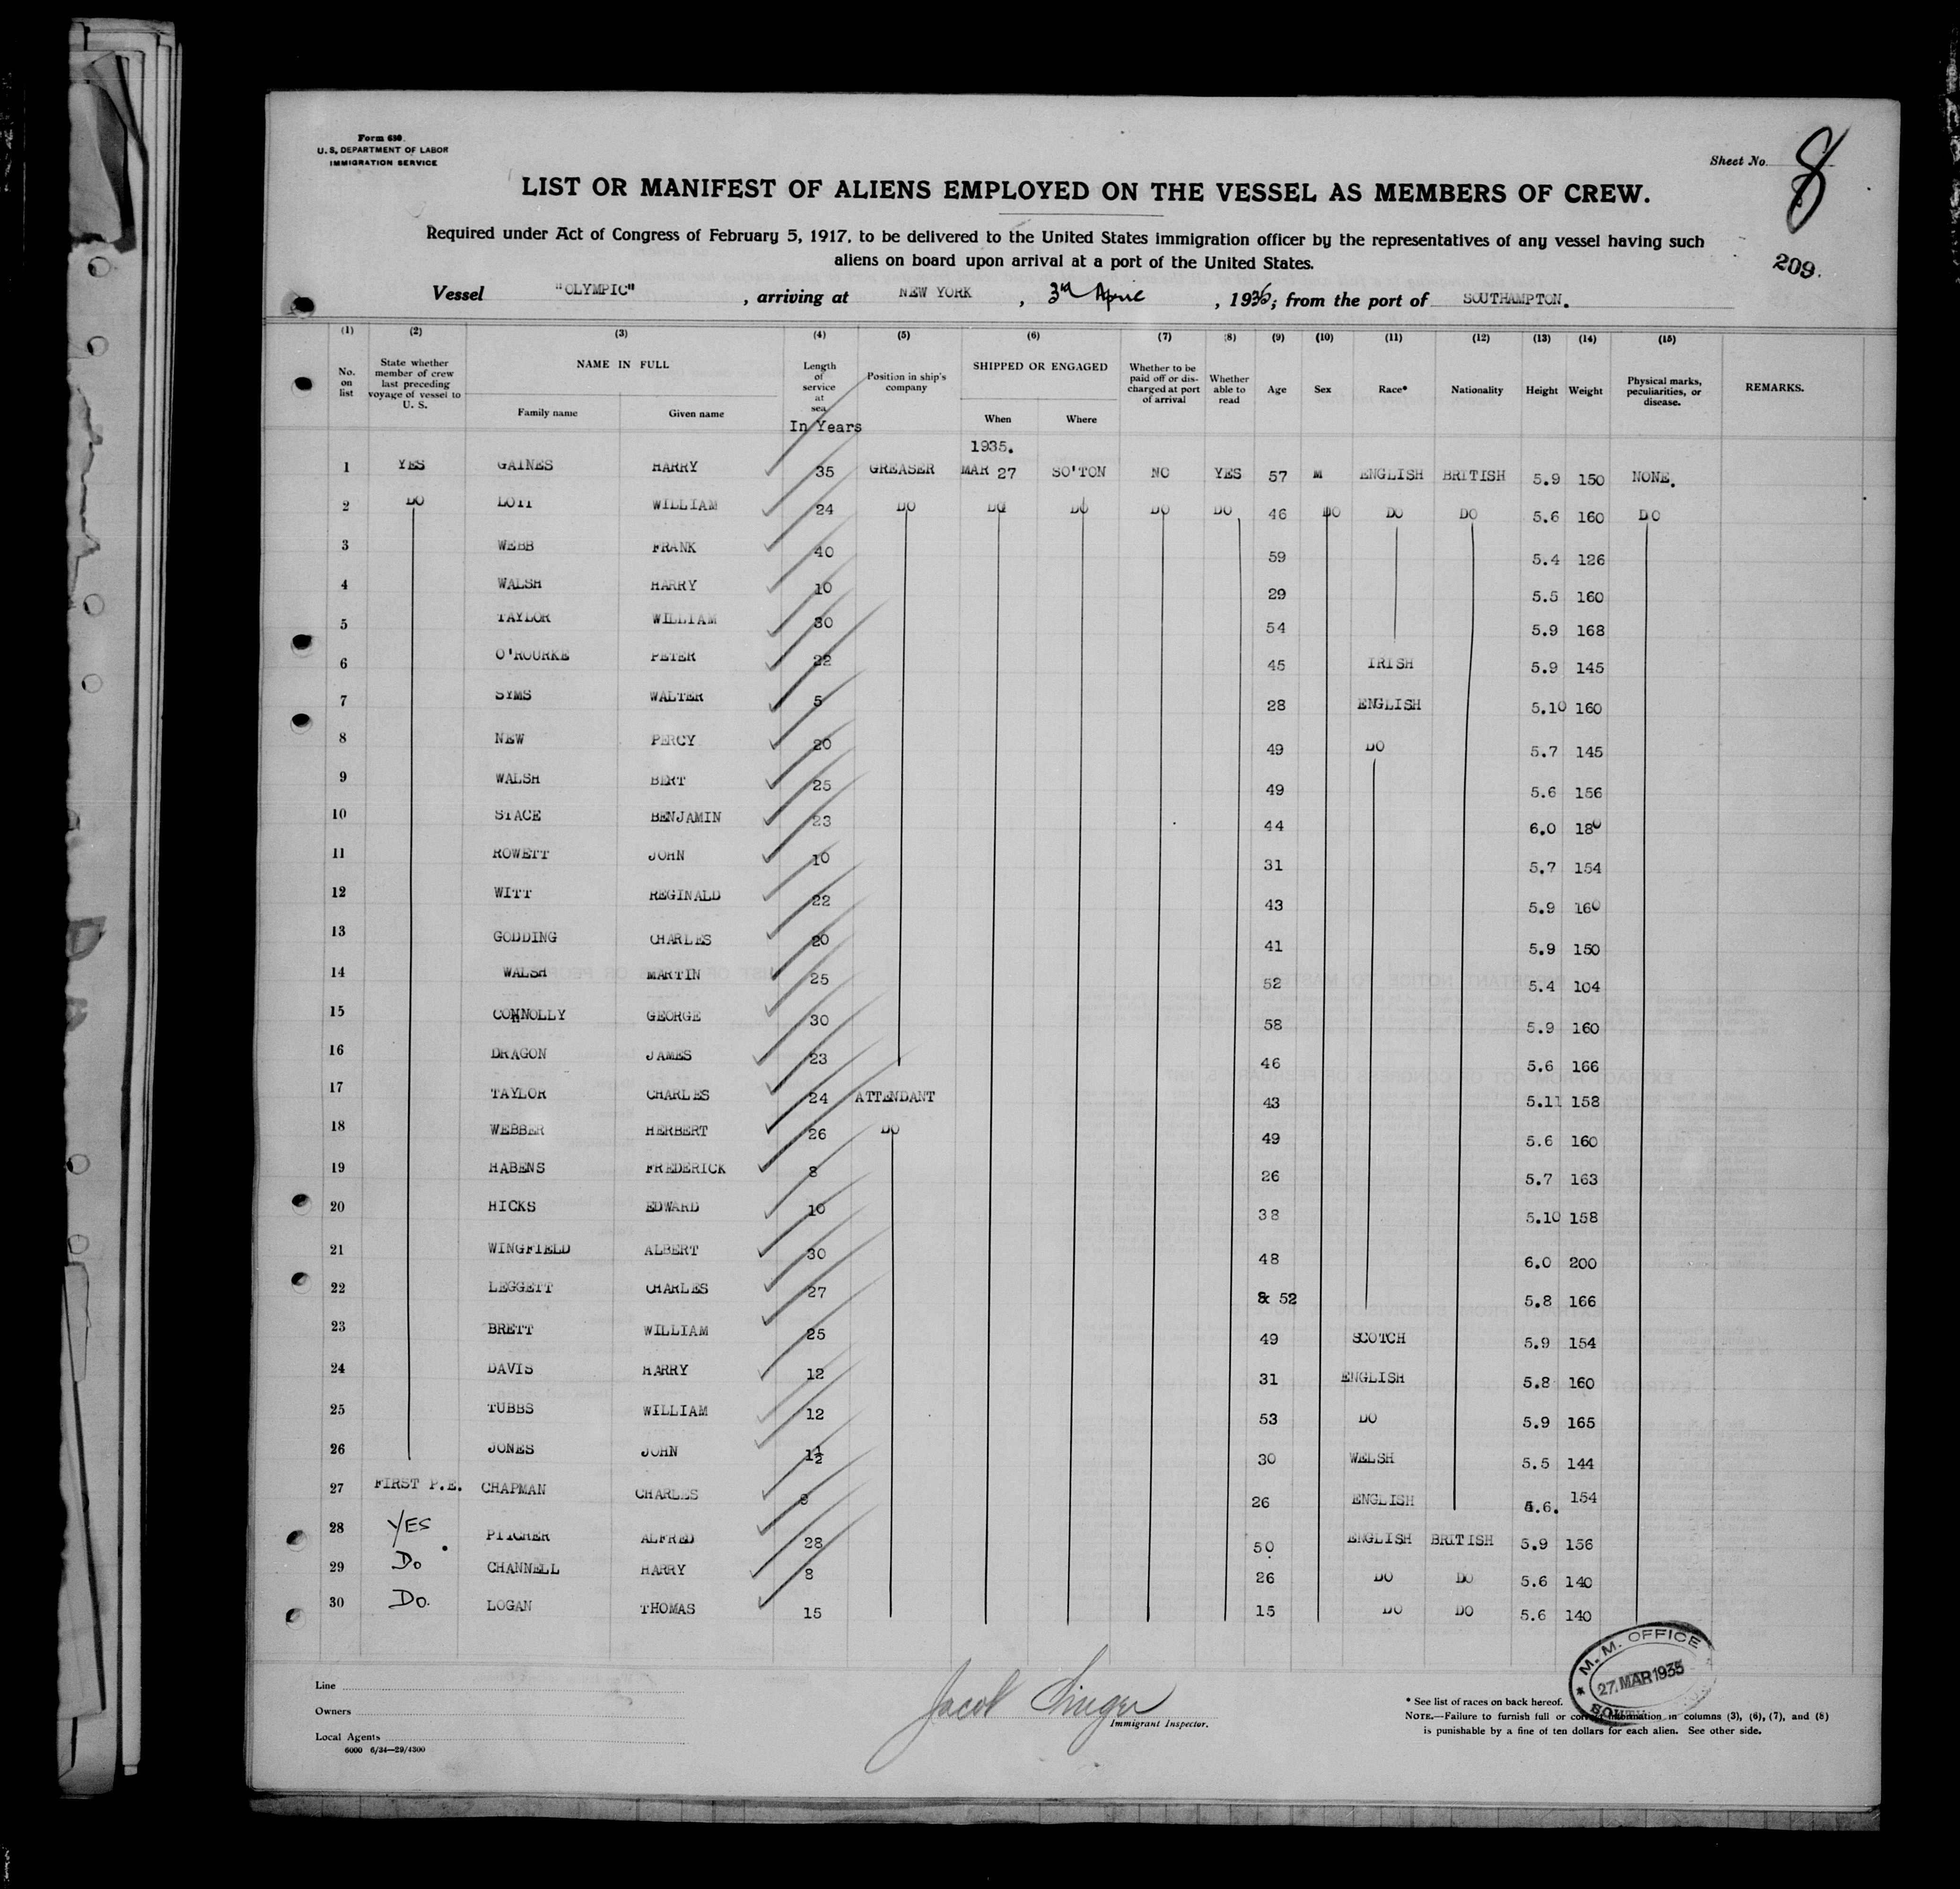 Form 680.
U. S. DEPARTMENT OF LABOR
IMMIGRATION SERVICE
Sheet No. 8
LIST OR MANIFEST OF ALIENS EMPLOYED ON THE VESSEL AS MEMBERS OF CREW.
209.
Required under Act of Congress of February 5, 1917, to be delivered to the United States immigration officer by the representatives of any vessel having such
aliens on board upon arrival at a port of the United States.
Vessel "OLYMPIC", arriving at NEW YORK, 3rd April, 1935; from the port of SOUTHAMPTON.
(1) (2) (3) (4) (5) (6) (7) (8) (9) (10) (11) (12) (13) (14) (15)
No. on list State whether member of crew last preceding voyage of vessel to U. S. NAME IN FULL Family name Given name Length of service at sea In Years Position in ship's company SHIPPED OR ENGAGED When Where Whether to be paid off or discharged at port of arrival Whether able to read Age Sex Race* Nationality Height Weight Physical marks, peculiarities, or disease. REMARKS.
1935.
1 YES GAINES HARRY 35 GREASER MAR 27 SO'TON NO YES 57 M ENGLISH BRITISH 5.9 150 NONE.
2 DO LOTT WILLIAM 24 DO DO DO DO DO 46 DO DO DO 5.6 160 DO
3 WEBB FRANK 40 59 5.4 126
4 WALSH HARRY 10 29 5.5 160
5 TAYLOR WILLIAM 30 54 5.9 168
6 O'ROURKE PETER 22 45 IRISH 5.9 145
7 SYMS WALTER 5 28 ENGLISH 5.10 160
8 NEW PERCY 20 49 DO 5.7 145
9 WALSH BERT 25 49 5.6 156
10 STACE BENJAMIN 23 44 6.0 180
11 ROWETT JOHN 10 31 5.7 154
12 WITT REGINALD 22 43 5.9 160
13 GODDING CHARLES 20 41 5.9 150
14 WALSH MARTIN 25 52 5.4 104
15 CONNOLLY GEORGE 30 58 5.9 160
16 DRAGON JAMES 23 46 5.6 166
17 TAYLOR CHARLES 24 ATTENDANT 43 5.11 158
18 WEBBER HERBERT 26 DO 49 5.6 160
19 HABENS FREDERICK 8 26 5.7 163
20 HICKS EDWARD 10 38 5.10 158
21 WINGFIELD ALBERT 30 48 6.0 200
22 LEGGETT CHARLES 27 52 5.8 166
23 BRETT WILLIAM 25 49 SCOTCH 5.9 154
24 DAVIS HARRY 12 31 ENGLISH 5.8 160
25 TUBBS WILLIAM 12 53 DO 5.9 165
26 JONES JOHN 1½ 30 WELSH 5.5 144
27 FIRST P.E. CHAPMAN CHARLES 26 ENGLISH 5.6. 154
28 YES PITCHER ALFRED 28 50 ENGLISH BRITISH 5.9 156
29 Do CHANNELL HARRY 8 26 DO DO 5.6 140
30 Do. LOGAN THOMAS 15 15 DO DO 5.6 140
Line
Owners
Local Agents
6000 6/34—29/4300
Jacob Singer
Immigrant Inspector.
M. M. OFFICE
27 MAR 1935
* See list of races on back hereof.
NOTE.—Failure to furnish full or correct information in columns (3), (6), (7), and (8)
is punishable by a fine of ten dollars for each alien. See other side.